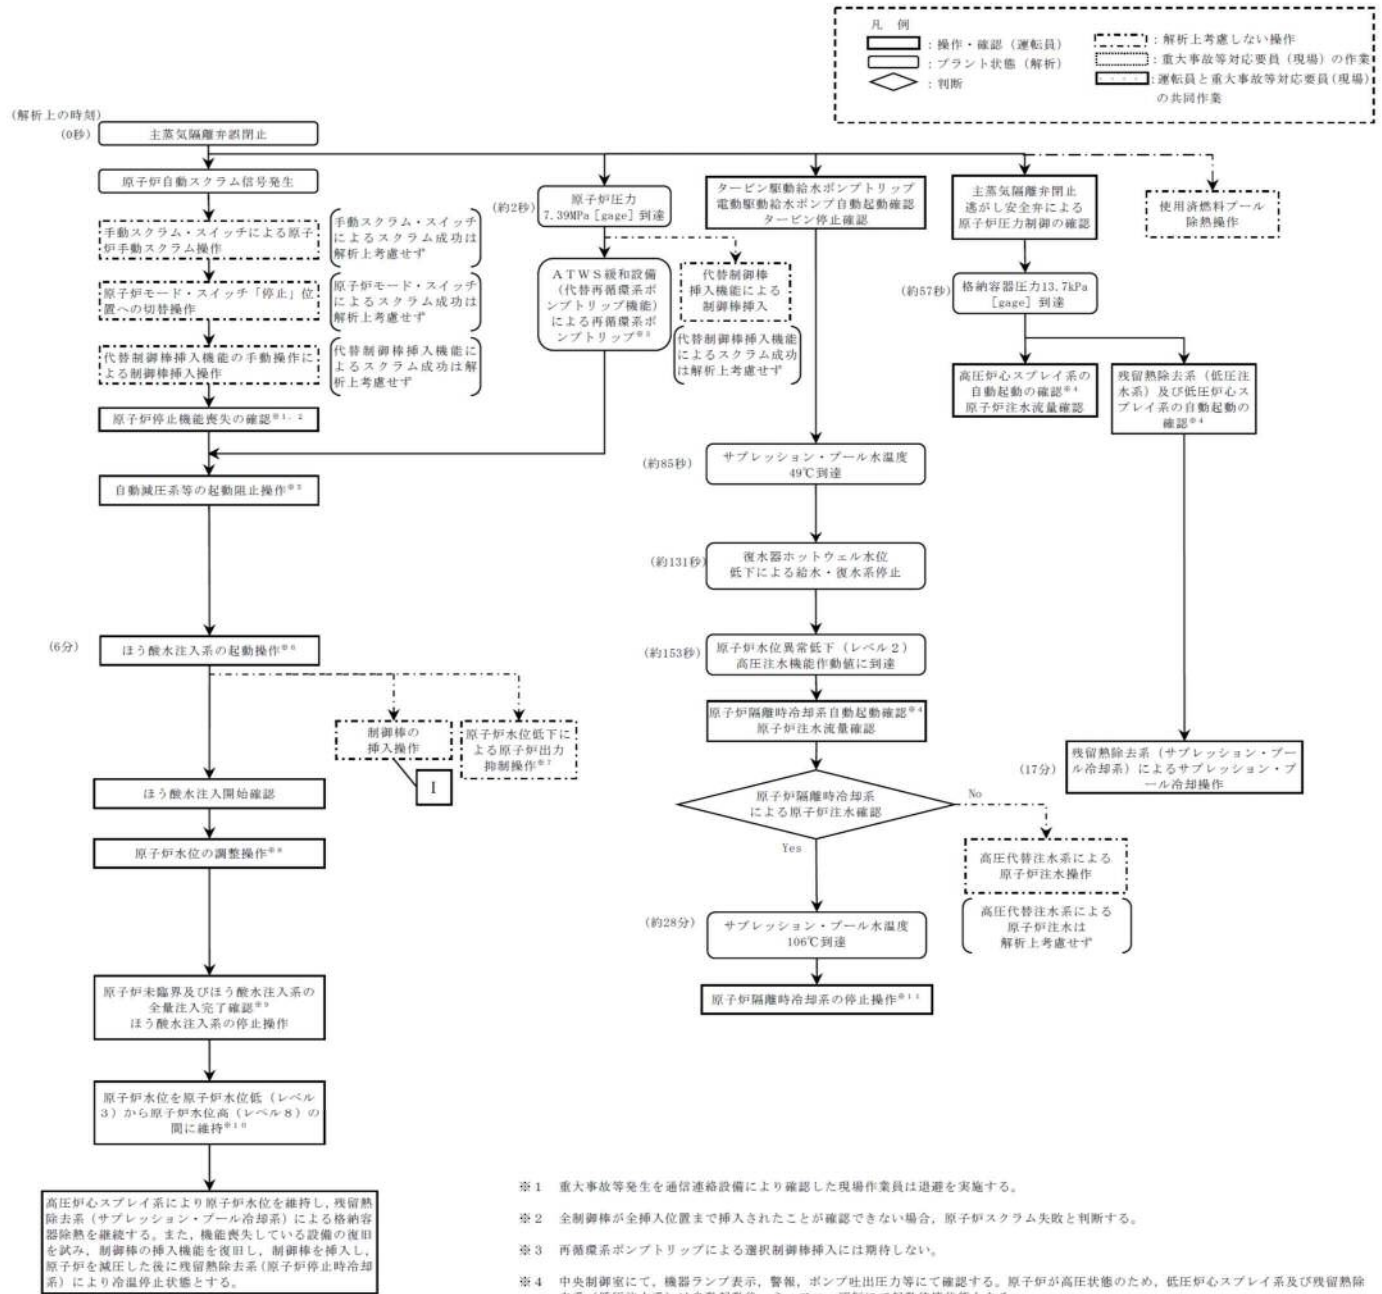 凡 例
：操作・確認（運転員）
：プラント状態（解析）
：判断
：解析上考慮しない操作
：重大事故等対応要員（現場）の作業
：運転員と重大事故等対応要員（現場）
の共同作業
（解析上の時刻）
（0秒）
主蒸気隔離弁誤閉止
原子炉自動スクラム信号発生
手動スクラム・スイッチによる原子
炉手動スクラム操作
手動スクラム・スイッチ
によるスクラム成功は
解析上考慮せず
原子炉モード・スイッチ「停止」位
置への切替操作
原子炉モード・スイッチ
によるスクラム成功は
解析上考慮せず
代替制御棒挿入機能の手動操作に
よる制御棒挿入操作
代替制御棒挿入機能に
よるスクラム成功は解
析上考慮せず
原子炉停止機能喪失の確認※1，2
自動減圧系等の起動阻止操作※5
（6分）
ほう酸水注入系の起動操作※6
制御棒の
挿入操作
I
原子炉水位低下に
よる原子炉出力
抑制操作※7
ほう酸水注入開始確認
原子炉水位の調整操作※8
原子炉未臨界及びほう酸水注入系の
全量注入完了確認※9
ほう酸水注入系の停止操作
原子炉水位を原子炉水位低（レベル
3）から原子炉水位高（レベル8）の
間に維持※10
高圧炉心スプレイ系により原子炉水位を維持し，残留熱
除去系（サプレッション・プール冷却系）による格納容
器除熱を継続する。また，機能喪失している設備の復旧
を試み，制御棒の挿入機能を復旧し，制御棒を挿入し，
原子炉を減圧した後に残留熱除去系（原子炉停止時冷却
系）により冷温停止状態とする。
（約2秒）
原子炉圧力
7.39MPa［gage］到達
ATWS緩和設備
（代替再循環系ポ
ンプトリップ機能）
による再循環系ポ
ンプトリップ※3
代替制御棒
挿入機能による
制御棒挿入
代替制御棒挿入機能
によるスクラム成功
は解析上考慮せず
タービン駆動給水ポンプトリップ
電動駆動給水ポンプ自動起動確認
タービン停止確認
（約85秒）
サプレッション・プール水温度
49℃到達
（約131秒）
復水器ホットウェル水位
低下による給水・復水系停止
（約153秒）
原子炉水位異常低下（レベル2）
高圧注水機能作動値に到達
原子炉隔離時冷却系自動起動確認※4
原子炉注水流量確認
原子炉隔離時冷却系
による原子炉注水確認
No
Yes
高圧代替注水系による
原子炉注水操作
高圧代替注水系による
原子炉注水は
解析上考慮せず
（約28分）
サプレッション・プール水温度
106℃到達
原子炉隔離時冷却系の停止操作※11
主蒸気隔離弁閉止
逃がし安全弁による
原子炉圧力制御の確認
（約57秒）
格納容器圧力13.7kPa
［gage］到達
高圧炉心スプレイ系の
自動起動の確認※4
原子炉注水流量確認
残留熱除去系（低圧注
水系）及び低圧炉心ス
プレイ系の自動起動の
確認※4
（17分）
残留熱除去系（サプレッション・プー
ル冷却系）によるサプレッション・プ
ール冷却操作
使用済燃料プール
除熱操作
※1 重大事故等発生を通信連絡設備により確認した現場作業員は退避を実施する。
※2 全制御棒が全挿入位置まで挿入されたことが確認できない場合，原子炉スクラム失敗と判断する。
※3 再循環系ポンプトリップによる選択制御棒挿入には期待しない。
※4 中央制御室にて，機器ランプ表示，警報，ポンプ吐出圧力等にて確認する。原子炉が高圧状態のため，低圧炉心スプレイ系及び残留熱除